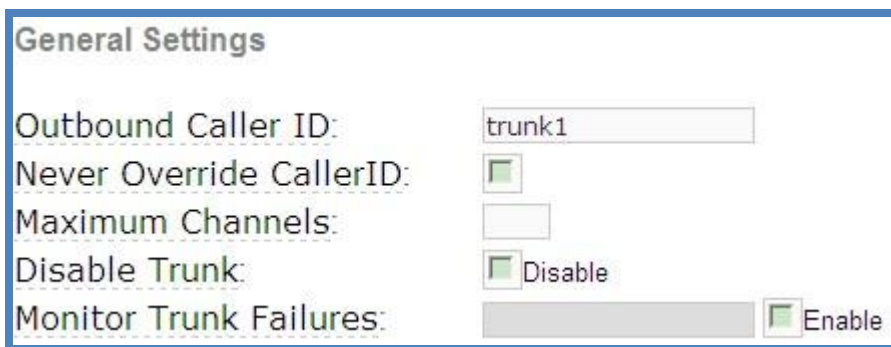 General Settings
Outbound Caller ID: trunk1
Never Override CallerID:
Maximum Channels:
Disable Trunk: Disable
Monitor Trunk Failures: Enable